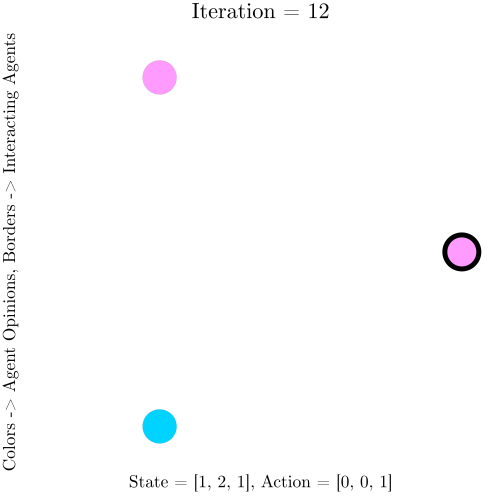 Iteration = 12
Colors -> Agent Opinions, Borders -> Interacting Agents
State = [1, 2, 1], Action = [0, 0, 1]